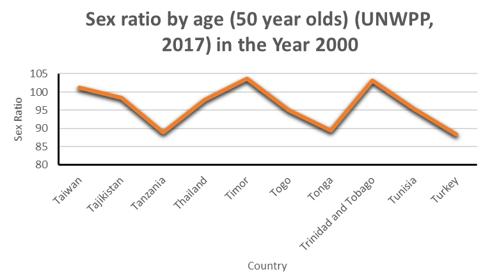 Sex ratio by age (50 year olds) (UNWPP,
2017) in the Year 2000
105
100
95
90
85
80
Sex Ratio
Taiwan
Tajikistan
Tanzania
Thailand
Timor
Togo
Tonga
Trinidad and Tobago
Tunisia
Turkey
Country